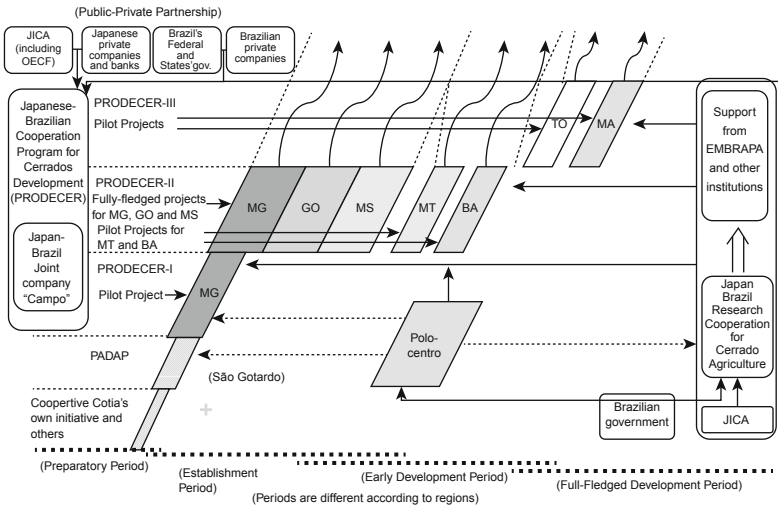 (Public-Private Partnership)
JICA
(including
OECF)
Japanese
private
companies
and banks
Brazil's
Federal
and
States'gov.
Brazilian
private
companies
Japanese-
Brazilian
Cooperation
Program for
Cerrados
Development
(PRODECER)
Japan-
Brazil
Joint
company
“Campo”
PRODECER-III
Pilot Projects
TO
MA
PRODECER-II
Fully-fledged projects
for MG, GO and MS
Pilot Projects for
MT and BA
MG
GO
MS
MT
BA
PRODECER-I
Pilot Project
MG
PADAP
(São Gotardo)
Coopertive Cotia's
own initiative and
others
Polo-
centro
Support
from
EMBRAPA
and other
institutions
Japan
Brazil
Research
Cooperation
for
Cerrado
Agriculture
Brazilian
government
JICA
(Preparatory Period)
(Establishment
Period)
(Early Development Period)
(Full-Fledged Development Period)
(Periods are different according to regions)